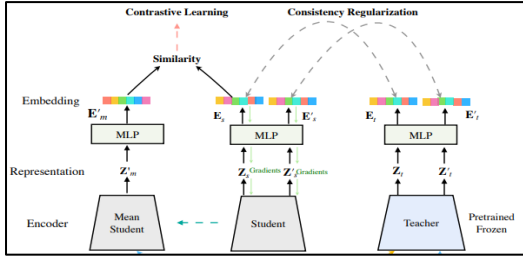 Contrastive Learning Consistency Regularization
Similarity
Embedding
E'm Es E's Et E't
MLP MLP MLP
Representation Z'm Zs Gradients Z's Gradients Zt Z't
Encoder Mean Student Student Teacher Pretrained Frozen